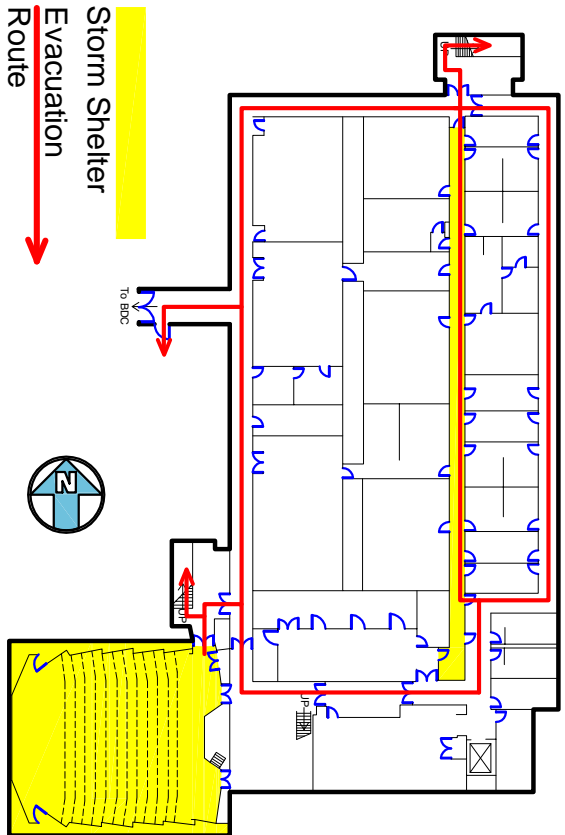 Storm Shelter
Evacuation
Route
To BDC
N
UP
UP